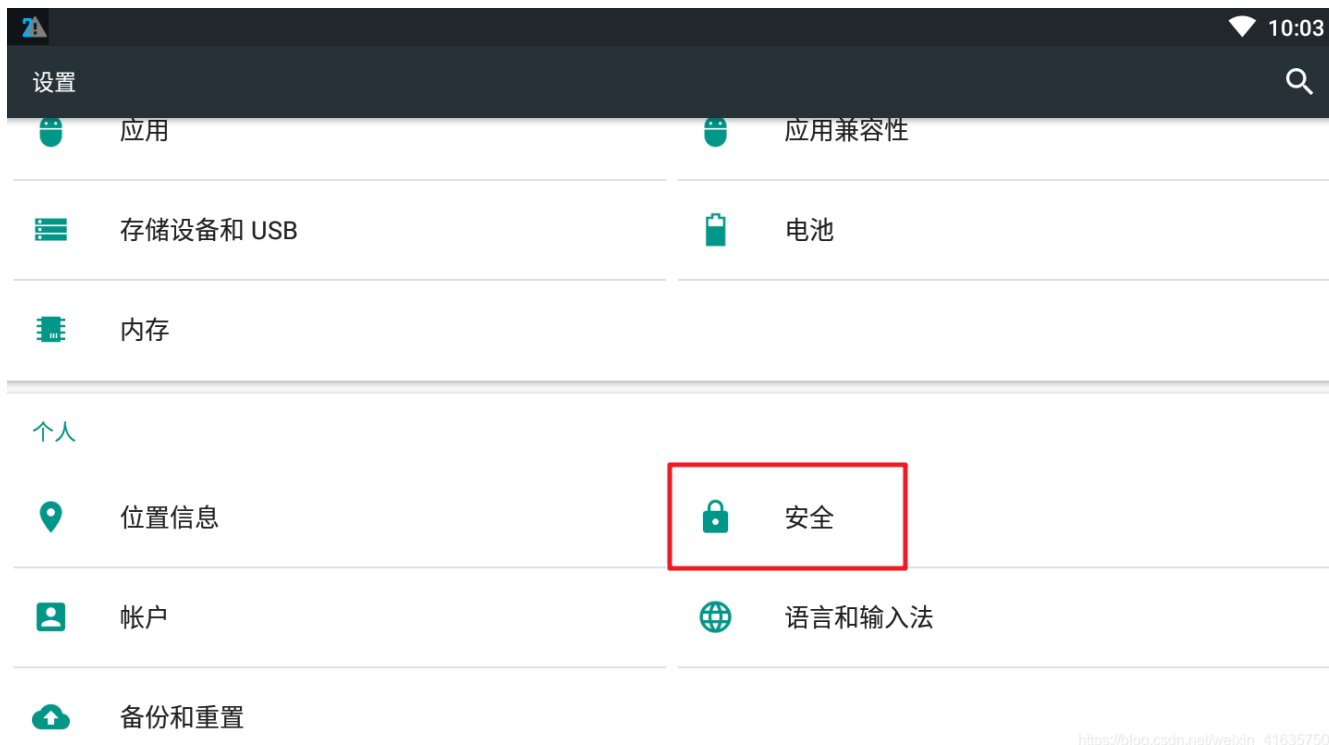 10:03
设置
应用
应用兼容性
存储设备和 USB
电池
内存
个人
位置信息
安全
帐户
语言和输入法
备份和重置
https://blog.csdn.net/weixin_41635750